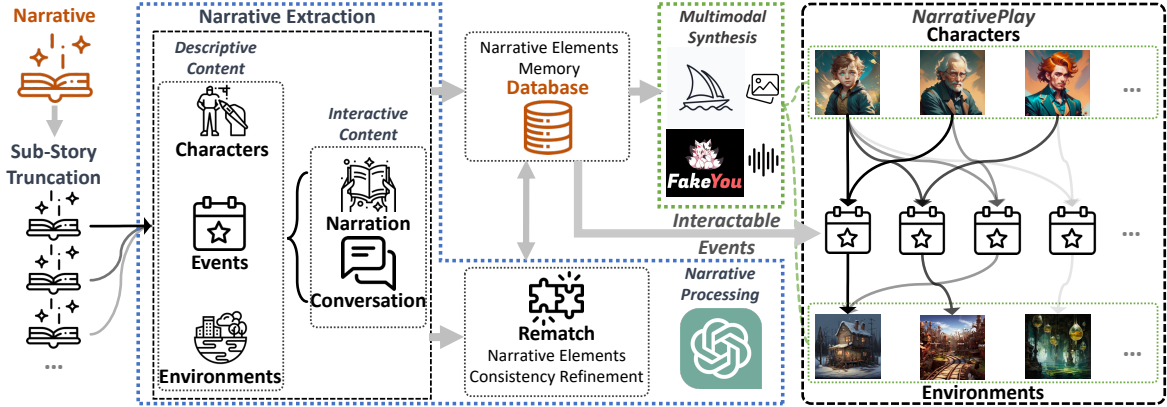 Narrative
Sub-Story
Truncation
...
Narrative Extraction
Descriptive
Content
Characters
Events
Environments
Interactive
Content
Narration
Conversation
Narrative Elements
Memory
Database
Rematch
Narrative Elements
Consistency Refinement
Narrative
Processing
Multimodal
Synthesis
FakeYou
Interactable
Events
NarrativePlay
Characters
...
...
...
Environments